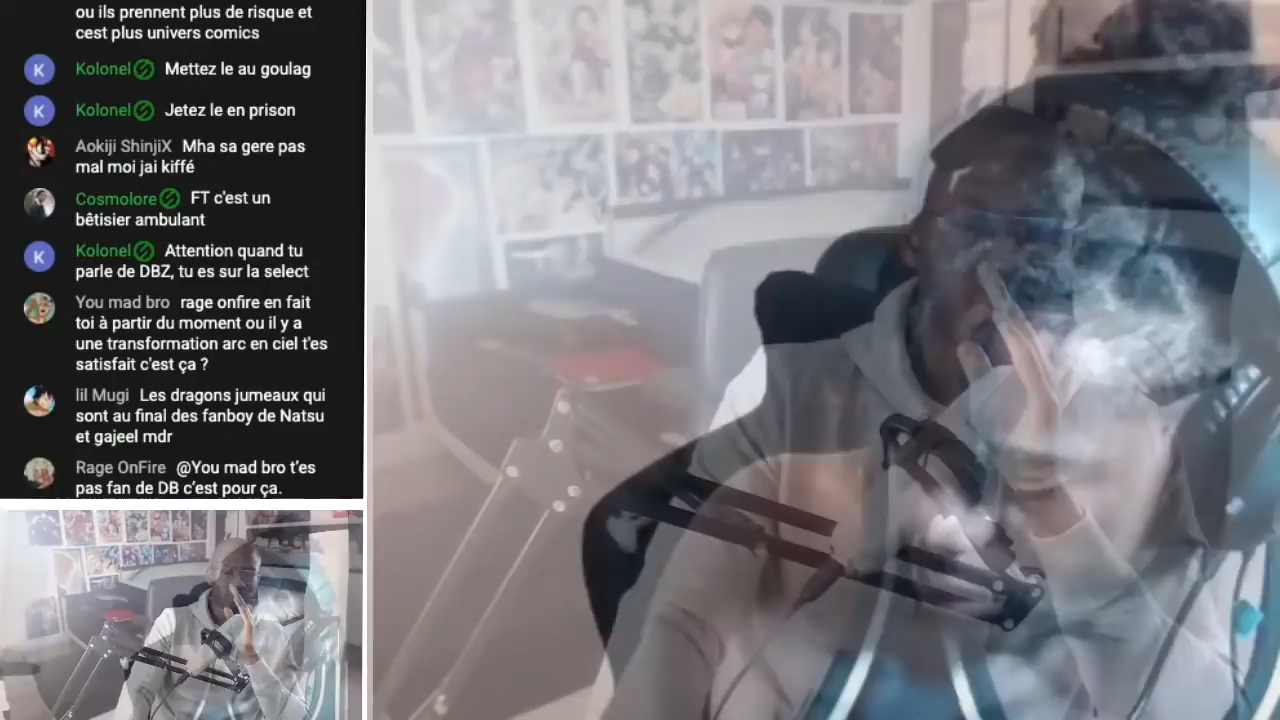 ou ils prennent plus de risque et
cest plus univers comics
K Kolonel Mettez le au goulag
K Kolonel Jetez le en prison
Aokiji ShinjiX Mha sa gere pas
mal moi jai kiffé
Cosmolore FT c'est un
bêtisier ambulant
K Kolonel Attention quand tu
parle de DBZ, tu es sur la select
You mad bro rage onfire en fait
toi à partir du moment ou il y a
une transformation arc en ciel t'es
satisfait c'est ça ?
lil Mugi Les dragons jumeaux qui
sont au final des fanboy de Natsu
et gajeel mdr
Rage OnFire @You mad bro t'es
pas fan de DB c'est pour ça.